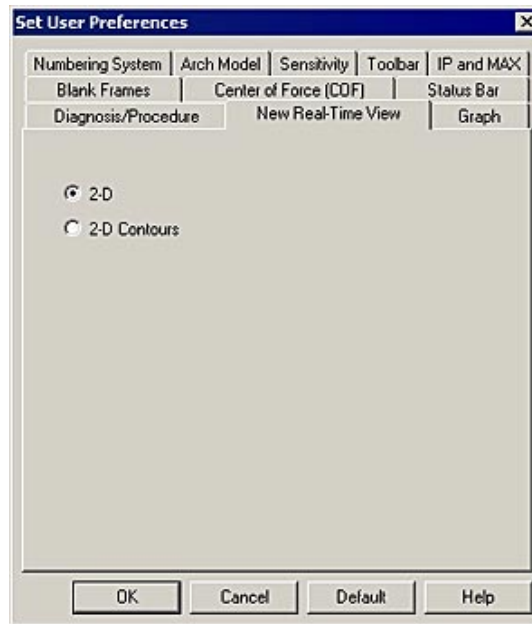 Set User Preferences
Numbering System Arch Model Sensitivity Toolbar IP and MAX
Blank Frames Center of Force (COF) Status Bar
Diagnosis/Procedure New Real-Time View Graph
2-D
2-D Contours
OK Cancel Default Help